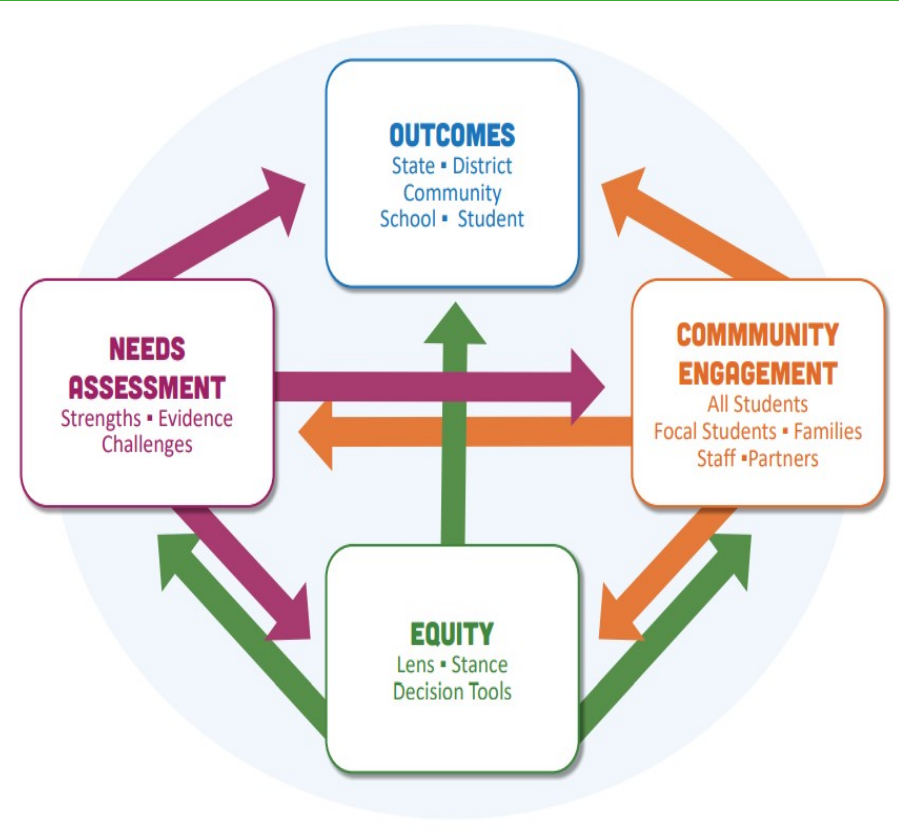 OUTCOMES
State ▪ District
Community
School ▪ Student
NEEDS
ASSESSMENT
Strengths ▪ Evidence
Challenges
COMMMUNITY
ENGAGEMENT
All Students
Focal Students ▪ Families
Staff ▪Partners
EQUITY
Lens ▪ Stance
Decision Tools